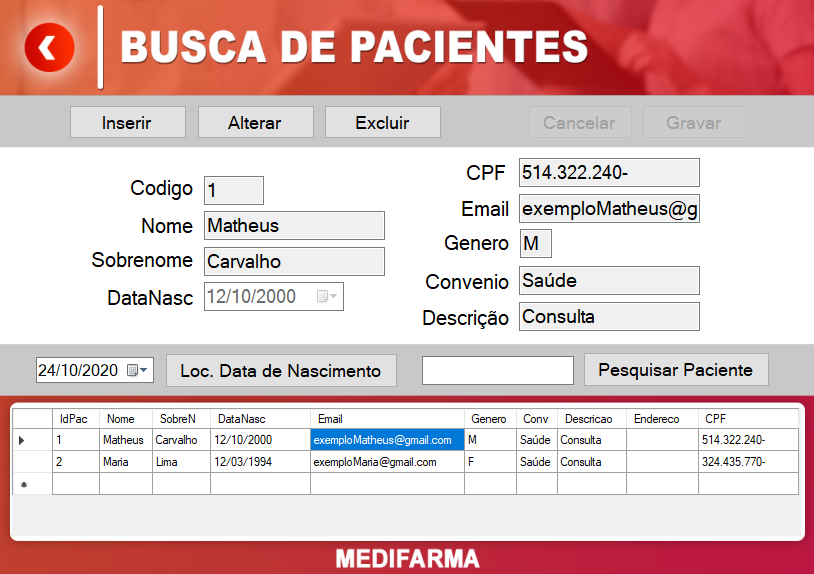 BUSCA DE PACIENTES
Inserir Alterar Excluir Cancelar Gravar
Codigo 1
Nome Matheus
Sobrenome Carvalho
DataNasc 12/10/2000
CPF 514.322.240-
Email exemploMatheus@g
Genero M
Convenio Saúde
Descrição Consulta
24/10/2020 Loc. Data de Nascimento Pesquisar Paciente
IdPac Nome SobreN DataNasc Email Genero Conv Descricao Endereco CPF
1 Matheus Carvalho 12/10/2000 exemploMatheus@gmail.com M Saúde Consulta 514.322.240-
2 Maria Lima 12/03/1994 exemploMaria@gmail.com F Saúde Consulta 324.435.770-
MEDIFARMA